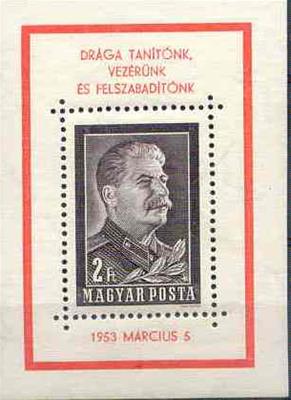 DRÁGA TANÍTÓNK,
VEZÉRÜNK
ÉS FELSZABADÍTÓNK
2 Ft
MAGYAR POSTA
1953 MÁRCIUS 5